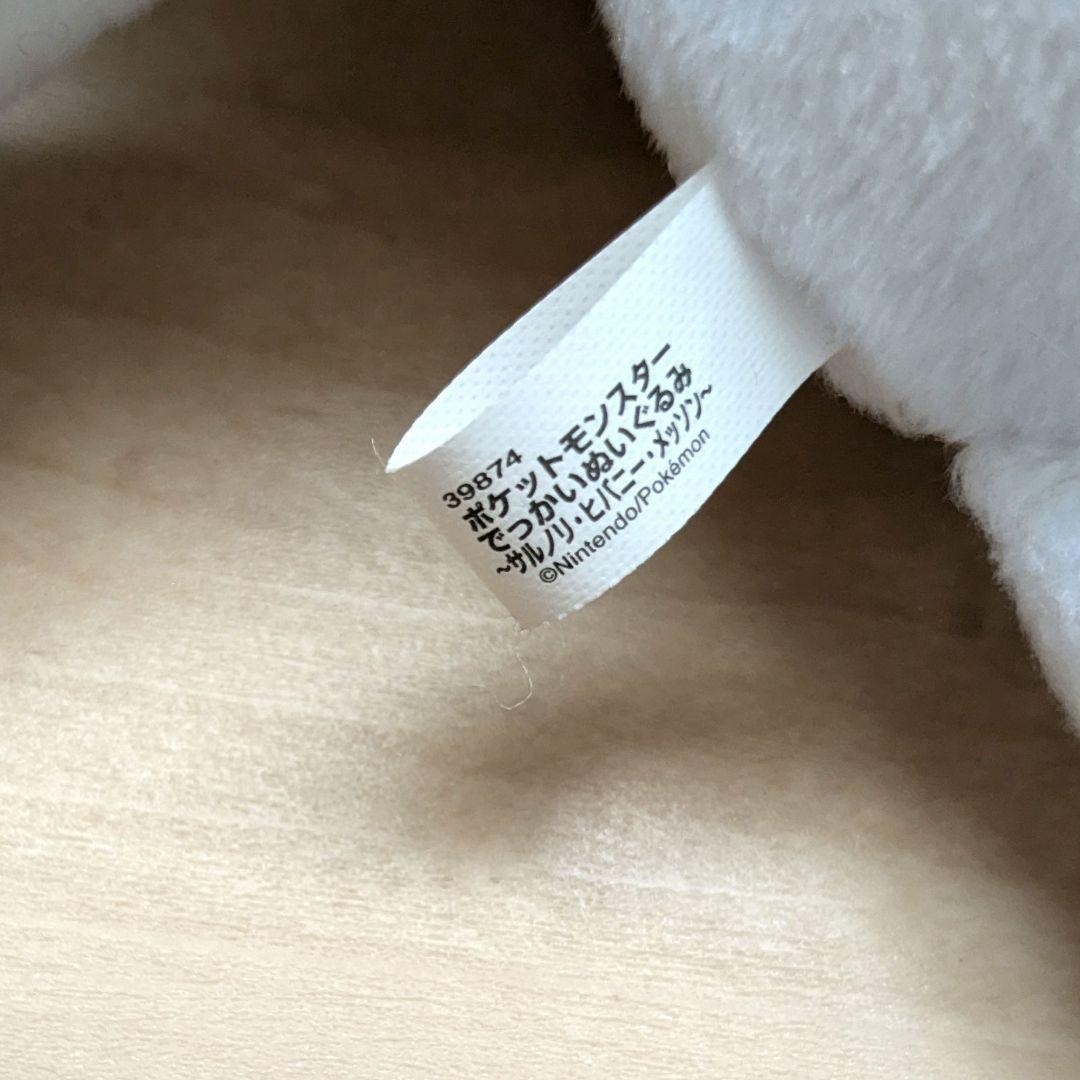 39874
ポケットモンスター
でっかいぬいぐるみ
~サルノリ・ヒバニー・メッソン~
©Nintendo/Pokémon